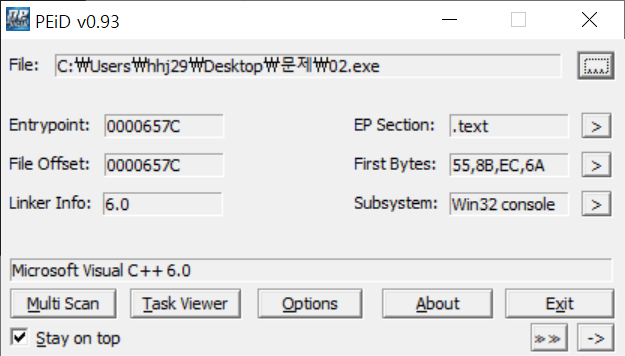 PEiD v0.93
File: C:₩Users₩hhj29₩Desktop₩문제₩02.exe ...
Entrypoint: 0000657C EP Section: .text >
File Offset: 0000657C First Bytes: 55,8B,EC,6A >
Linker Info: 6.0 Subsystem: Win32 console >
Microsoft Visual C++ 6.0
Multi Scan Task Viewer Options About Exit
Stay on top >> ->